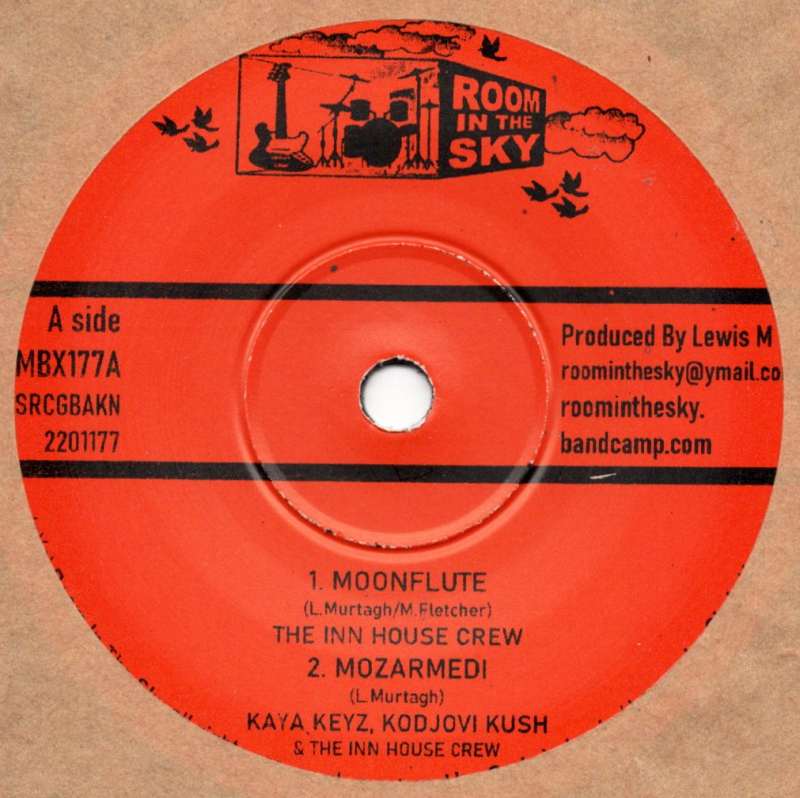 ROOM
IN THE
SKY
A side
MBX177A
SRCGBAKN
2201177
Produced By Lewis M
roominthesky@ymail.co
roominthesky.
bandcamp.com
1. MOONFLUTE
(L.Murtagh/M.Fletcher)
THE INN HOUSE CREW
2. MOZARMEDI
(L.Murtagh)
KAYA KEYZ, KODJOVI KUSH
& THE INN HOUSE CREW